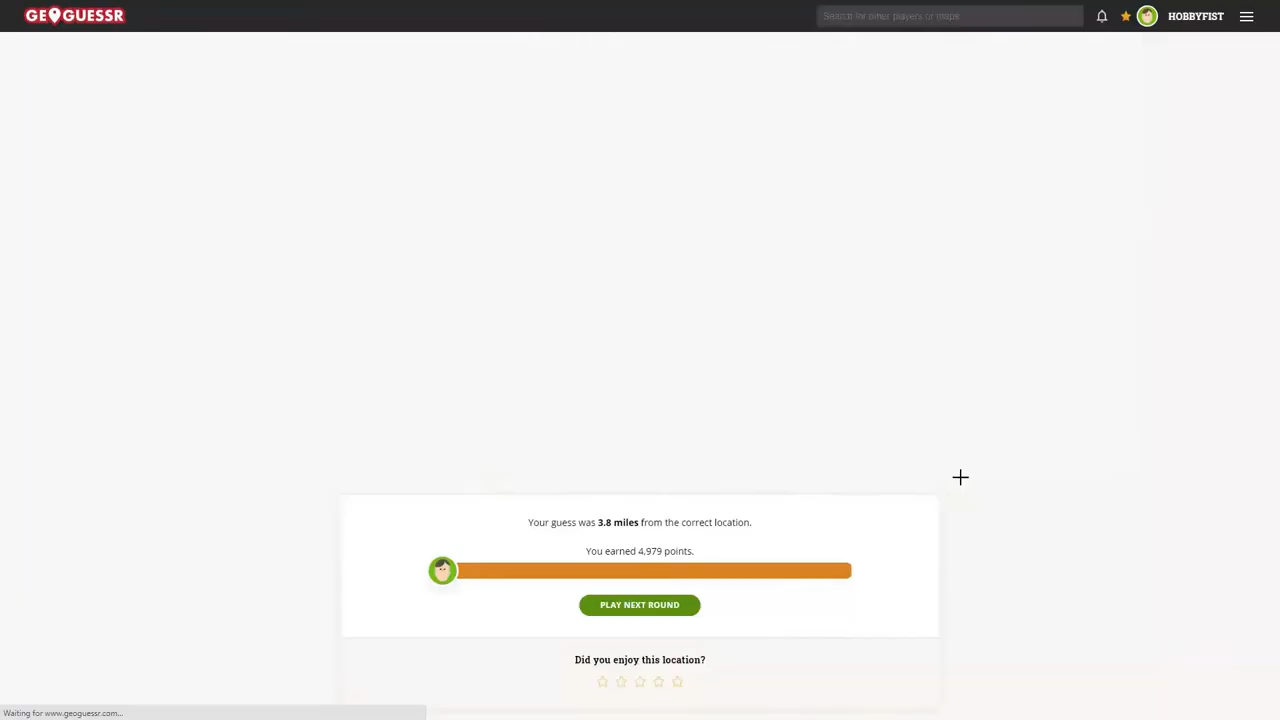 GEOGUESSR
Search for other players or maps
HOBBYFIST
Your guess was 3.8 miles from the correct location.
You earned 4,979 points.
PLAY NEXT ROUND
Did you enjoy this location?
Waiting for www.geoguessr.com...